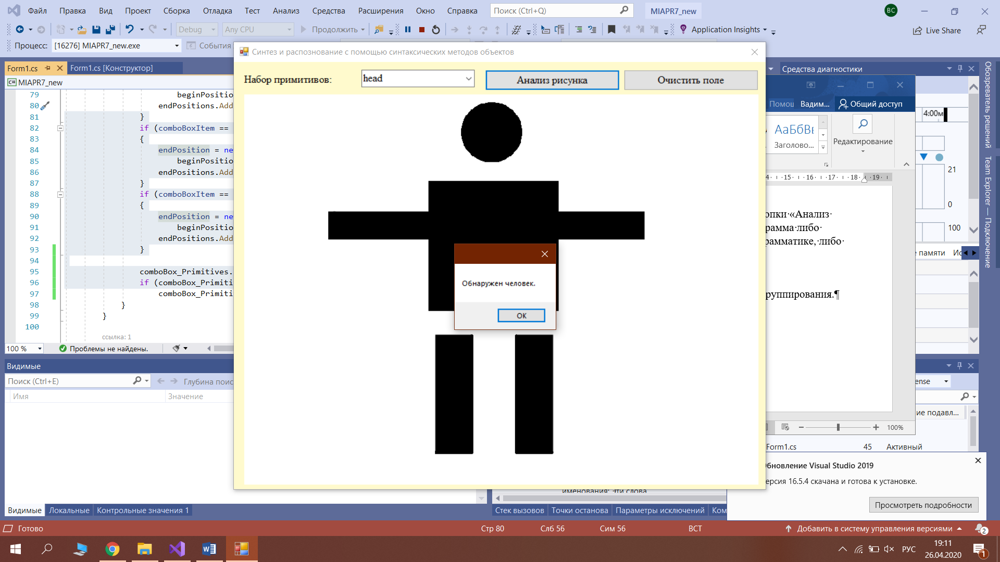 Файл Правка Вид Проект Сборка Отладка Тест Анализ Средства Расширения Окно Справка Поиск (Ctrl+Q) MIAPR7_new ВС
Debug Any CPU Продолжить Application Insights Live Share
Процесс: [16276] MIAPR7_new.exe События
Синтез и распознование с помощью синтаксических методов объектов
Form1.cs Form1.cs [Конструктор]
C# MIAPR7_new
Набор примитивов: head Анализ рисунка Очистить поле
79 beginPositio
80 endPositions.Add
81 }
82 if (comboBoxItem ==
83 {
84 endPosition = ne
85 beginPositio
86 endPositions.Add
87 }
88 if (comboBoxItem ==
89 {
90 endPosition = ne
91 beginPositio
92 endPositions.Add
93 }
94
95 comboBox_Primitives.
96 if (comboBox_Primiti
97 comboBox_Primiti
98 }
99 }
100
ссылка: 1
100 % Проблемы не найдены.
Обнаружен человек.
OK
Средства диагностики
Помощ Вадим... Общий доступ
АаБбВ
Заголово...
Редактирование
4 · 15 · 16 · 17 · 18 · 19
опки·«Анализ·
рамма·либо·
рамматике,·либо·
руппирования.¶
100%
4:00м
21
0
100
памяти
Обозреватель решений
Team Explorer — Подключение
Видимые
Поиск (Ctrl+E) Глубина поис
Имя Значение
ense
ие подавл...
Form1.cs 45 Активный
бновление Visual Studio 2019
ерсия 16.5.4 скачана и готова к установке.
Просмотреть подробности
именования: Эти слова
Видимые Локальные Контрольные значения 1
Стек вызовов Точки останова Параметры исключений Ком
Готово Стр 80 Слб 56 Сим 56 ВСТ Добавить в систему управления версиями 2
РУС 19:11
26.04.2020 1